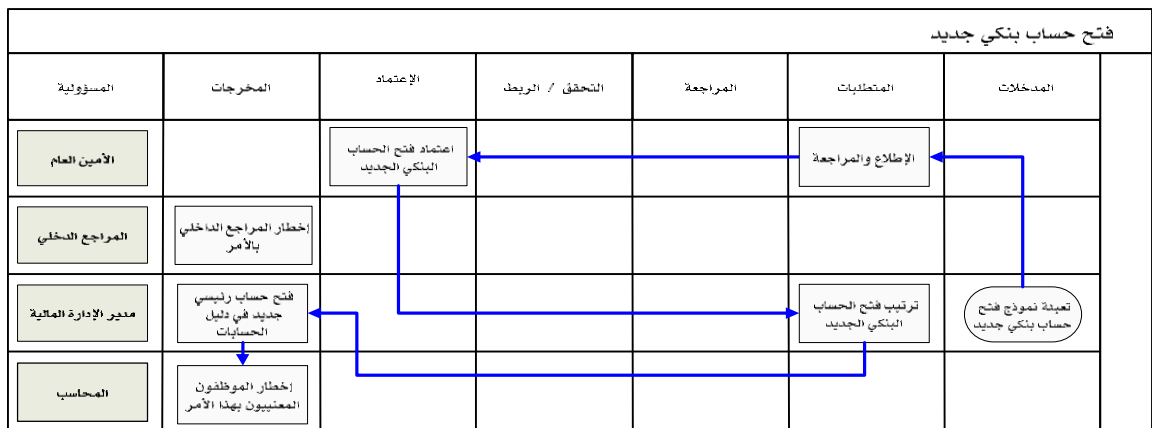 فتح حساب بنكي جديد
المدخلات
المتطلبات
المراجعة
التحقق / الربط
الإعتماد
المخرجات
المسؤولية
الإطلاع والمراجعة
اعتماد فتح الحساب
البنكي الجديد
الأمين العام
إخطار المراجع الداخلي
بالأمر
المراجع الدخلي
تعبئة نموذج فتح
حساب بنكي جديد
ترتيب فتح الحساب
البنكي الجديد
فتح حساب رئيسي
جديد في دليل
الحسابات
مدير الإدارة المالية
إخطار الموظفون
المعنييون بهذا الأمر
المحاسب